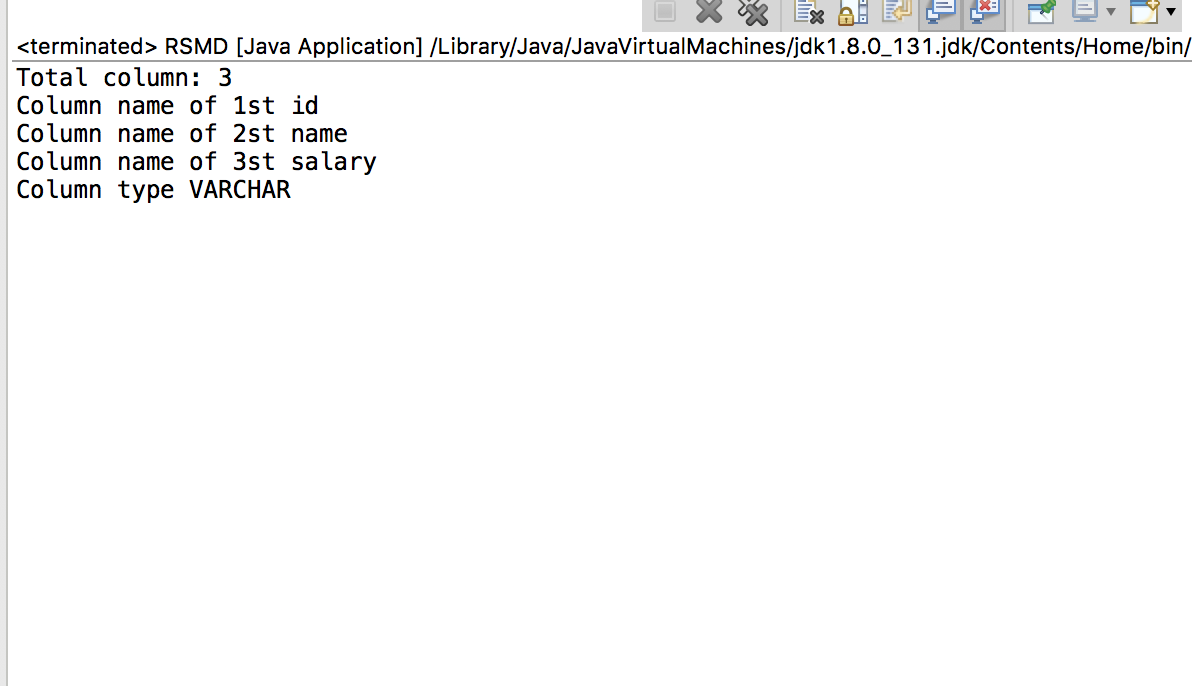 <terminated> RSMD [Java Application] /Library/Java/JavaVirtualMachines/jdk1.8.0_131.jdk/Contents/Home/bin/
Total column: 3
Column name of 1st id
Column name of 2st name
Column name of 3st salary
Column type VARCHAR